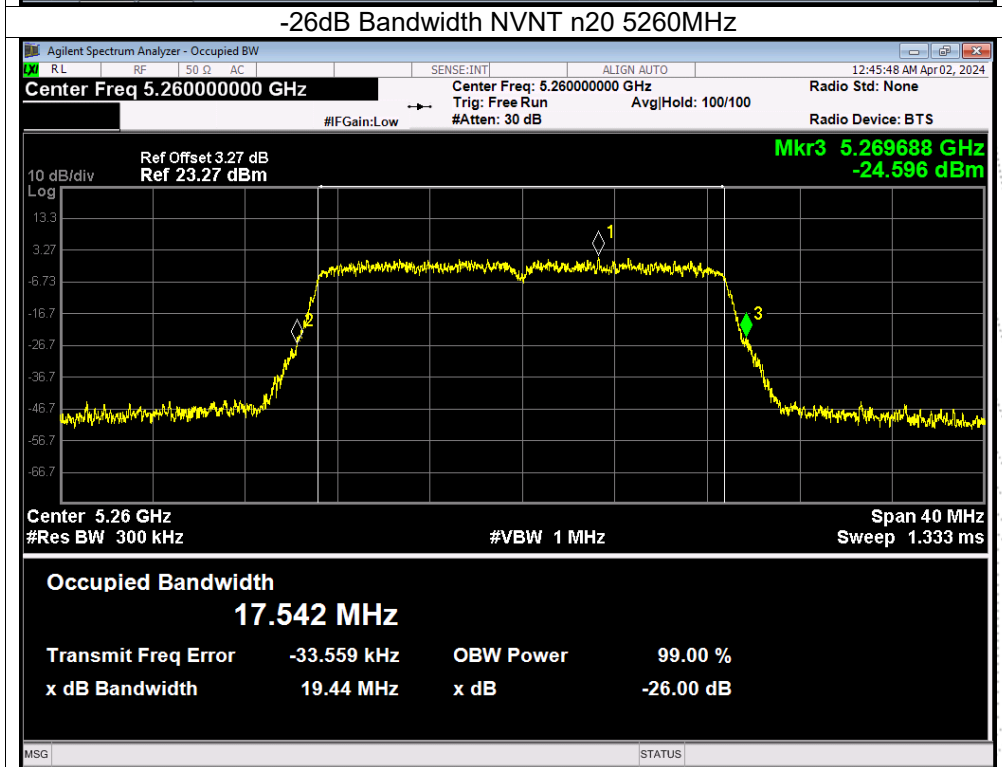 -26dB Bandwidth NVNT n20 5260MHz
Agilent Spectrum Analyzer - Occupied BW
LXI RL RF 50 Ω AC SENSE:INT ALIGN AUTO 12:45:48 AM Apr 02, 2024
Center Freq 5.260000000 GHz Center Freq: 5.260000000 GHz Radio Std: None
Trig: Free Run Avg|Hold: 100/100
#IFGain:Low #Atten: 30 dB Radio Device: BTS
Ref Offset 3.27 dB Mkr3 5.269688 GHz
10 dB/div Ref 23.27 dBm -24.596 dBm
Log
13.3
3.27
1
-6.73
-16.7
2
3
-26.7
-36.7
-46.7
-56.7
-66.7
Center 5.26 GHz Span 40 MHz
#Res BW 300 kHz #VBW 1 MHz Sweep 1.333 ms
Occupied Bandwidth
17.542 MHz
Transmit Freq Error -33.559 kHz OBW Power 99.00 %
x dB Bandwidth 19.44 MHz x dB -26.00 dB
MSG STATUS